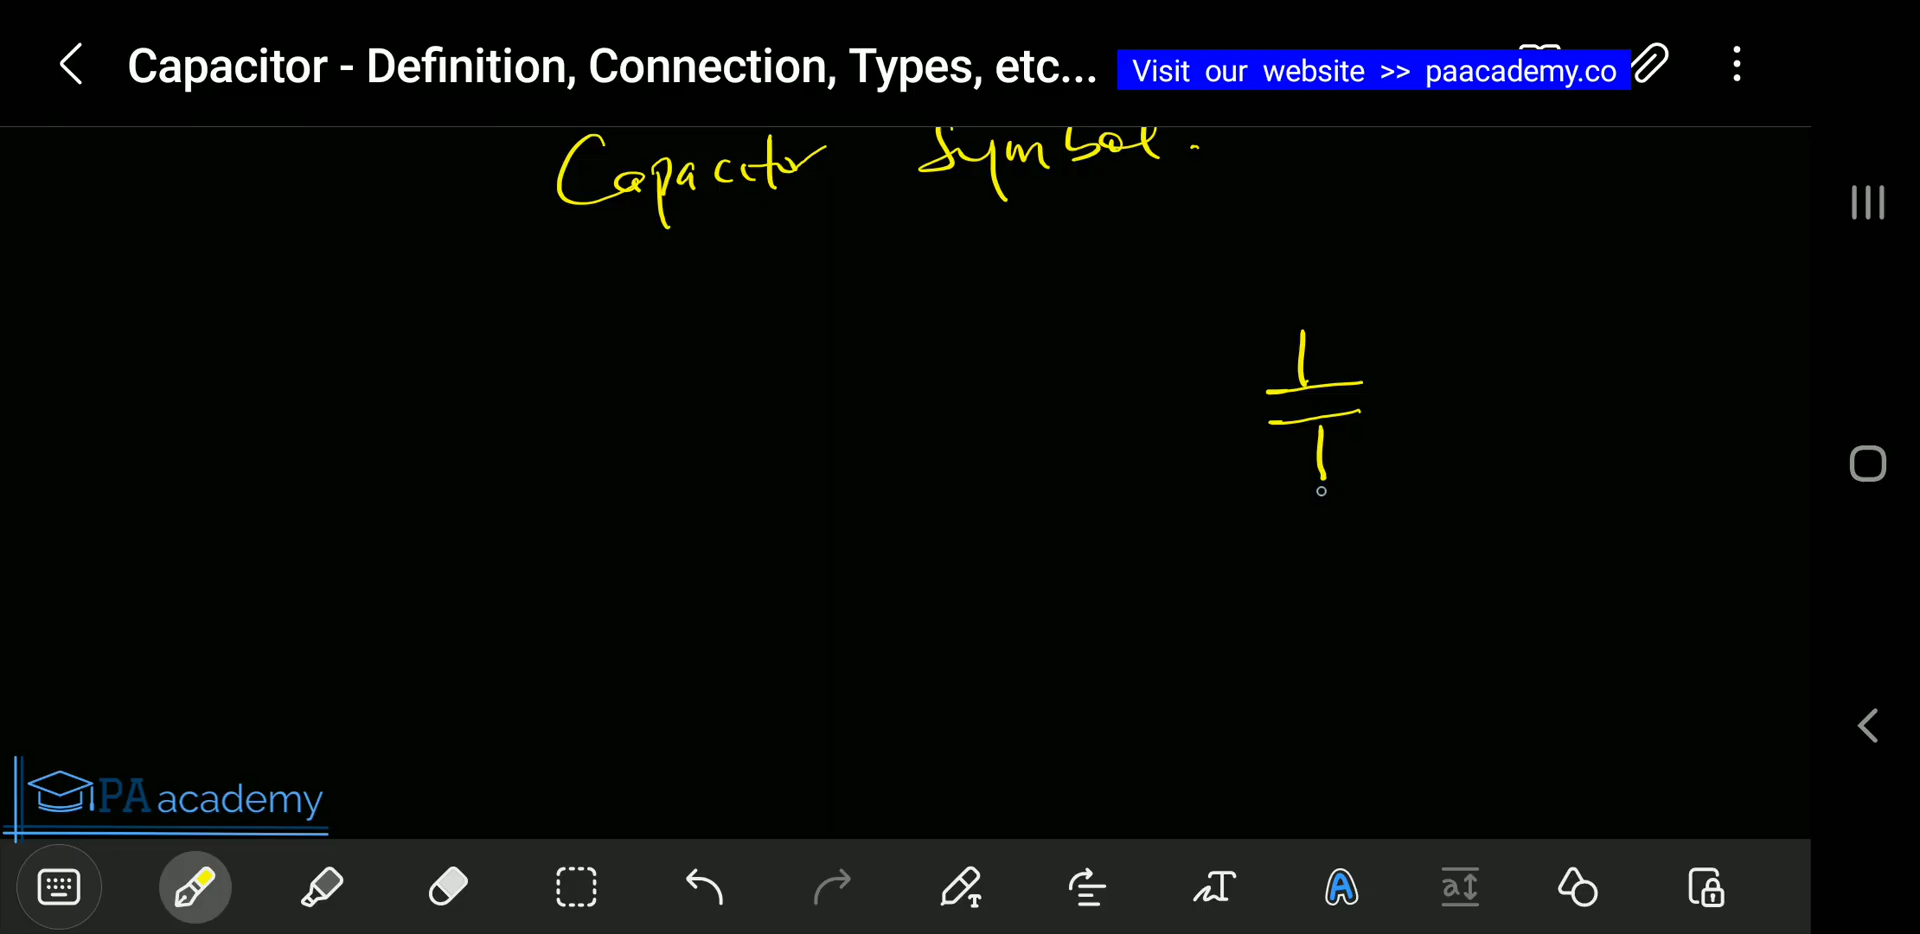 Capacitor - Definition, Connection, Types, etc...
Visit our website >> paacademy.co
Capacitor Symbol.
PA academy